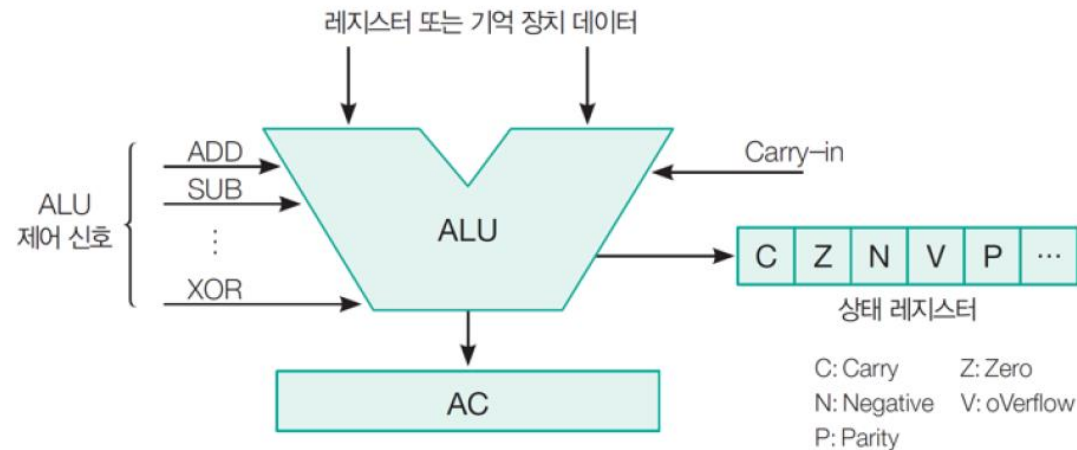 레지스터 또는 기억 장치 데이터
ADD
SUB
⋮
XOR
ALU
제어 신호
ALU
Carry-in
C Z N V P ...
상태 레지스터
AC
C: Carry Z: Zero
N: Negative V: oVerflow
P: Parity